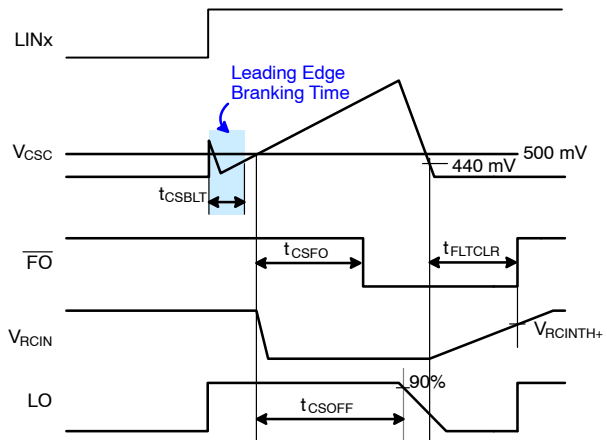 LINx
Leading Edge
Branking Time
VCSC
500 mV
440 mV
tCSBLT
FO
tCSFO
tFLTCLR
VRCIN
VRCINTH+
90%
LO
tCSOFF